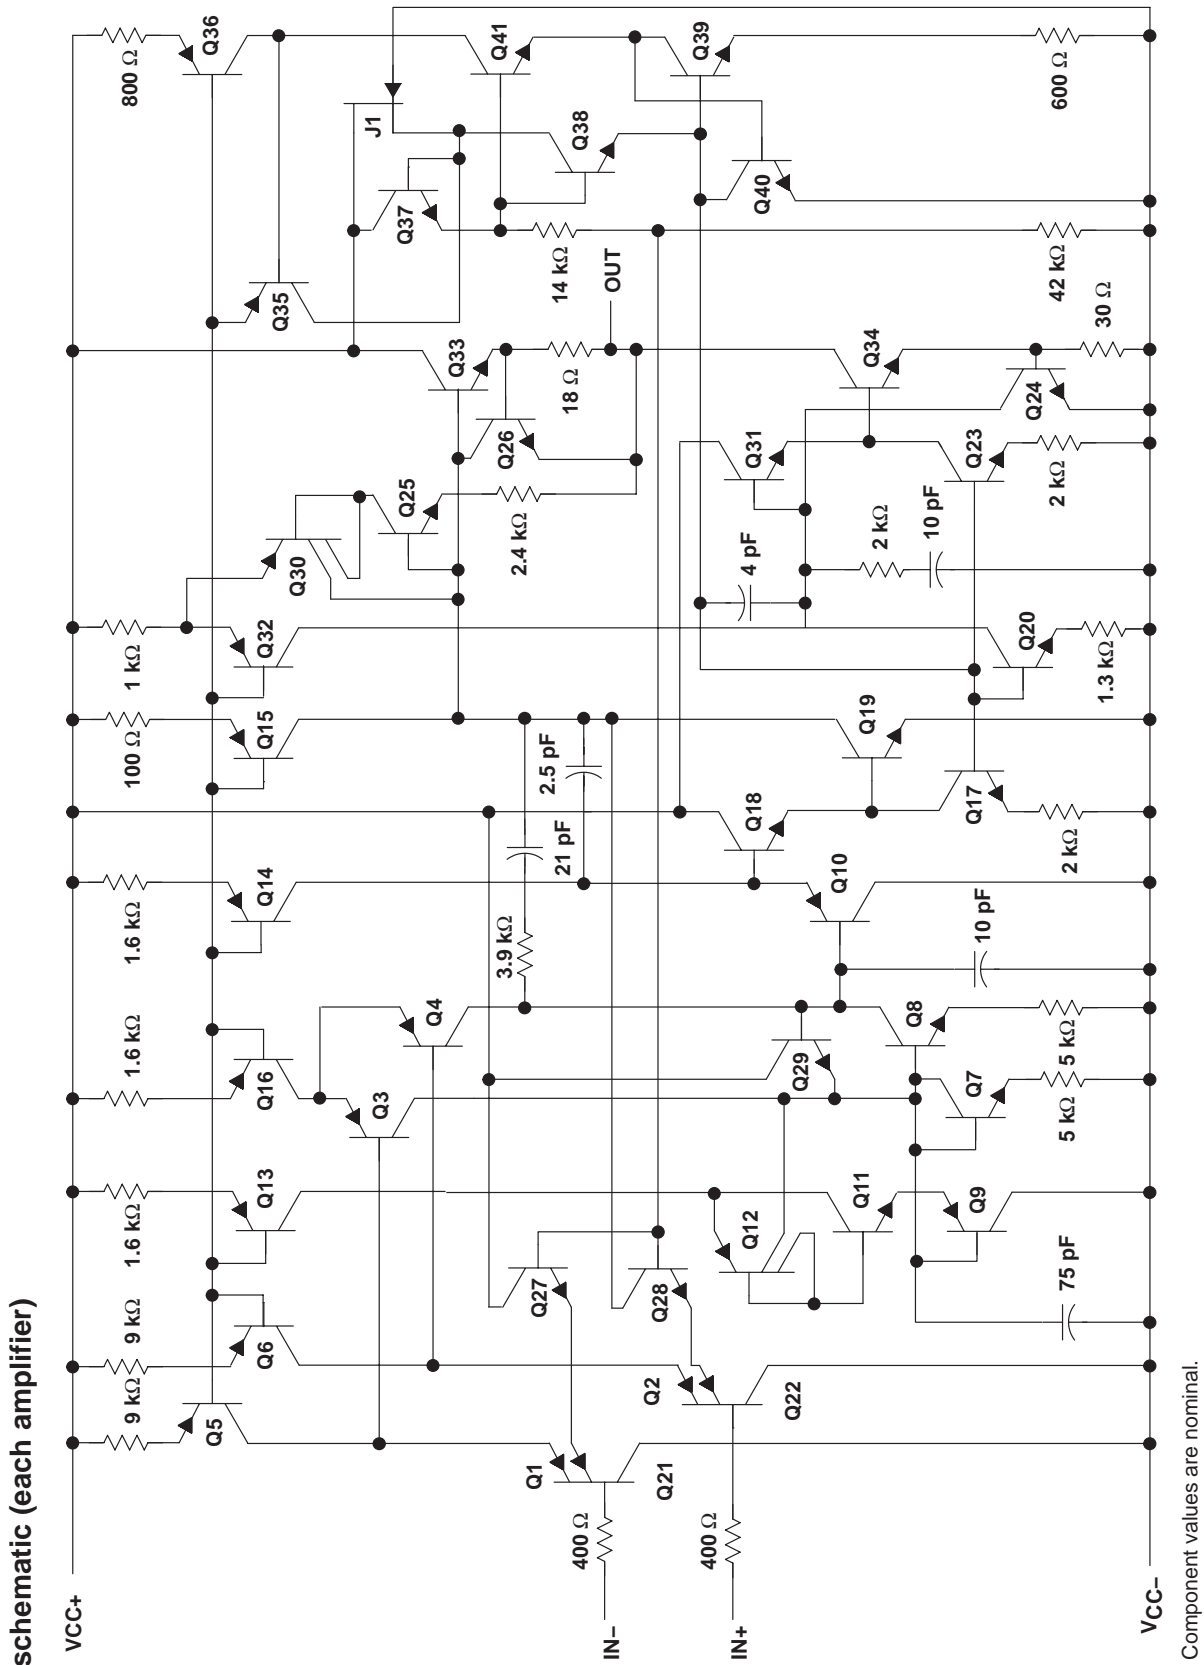 schematic (each amplifier)
VCC+
9 kΩ
9 kΩ
1.6 kΩ
1.6 kΩ
1.6 kΩ
100 Ω
1 kΩ
800 Ω
Q5
Q6
Q13
Q16
Q14
Q15
Q32
Q30
Q35
Q36
Q3
Q4
Q25
Q33
Q37
J1
Q41
Q26
2.4 kΩ
18 Ω
14 kΩ
Q38
OUT
3.9 kΩ
21 pF
2.5 pF
Q1
Q27
400 Ω
IN−
Q21
Q2
Q28
400 Ω
IN+
Q22
Q12
Q29
Q18
4 pF
Q31
Q39
Q40
Q11
Q10
Q19
2 kΩ
Q34
Q9
Q7
Q8
10 pF
Q17
Q20
10 pF
Q23
Q24
75 pF
5 kΩ
5 kΩ
2 kΩ
1.3 kΩ
2 kΩ
30 Ω
42 kΩ
600 Ω
VCC−
Component values are nominal.